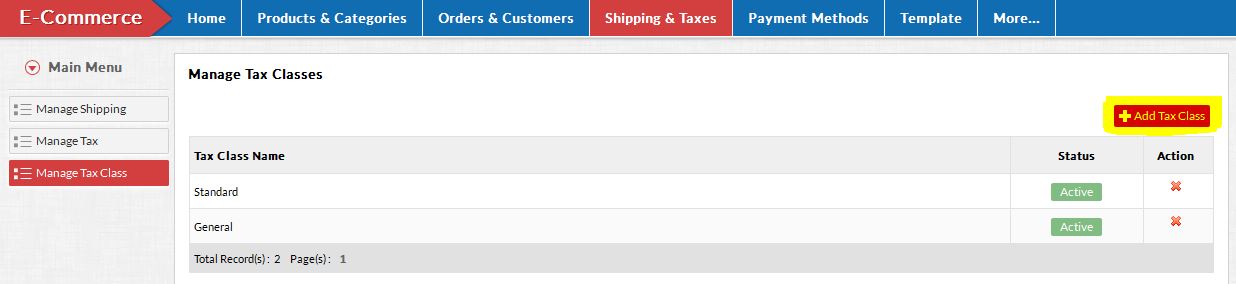 E-Commerce Home Products & Categories Orders & Customers Shipping & Taxes Payment Methods Template More...
Main Menu
Manage Shipping
Manage Tax
Manage Tax Class
Manage Tax Classes
Add Tax Class
Tax Class Name Status Action
Standard Active
General Active
Total Record(s): 2 Page(s): 1